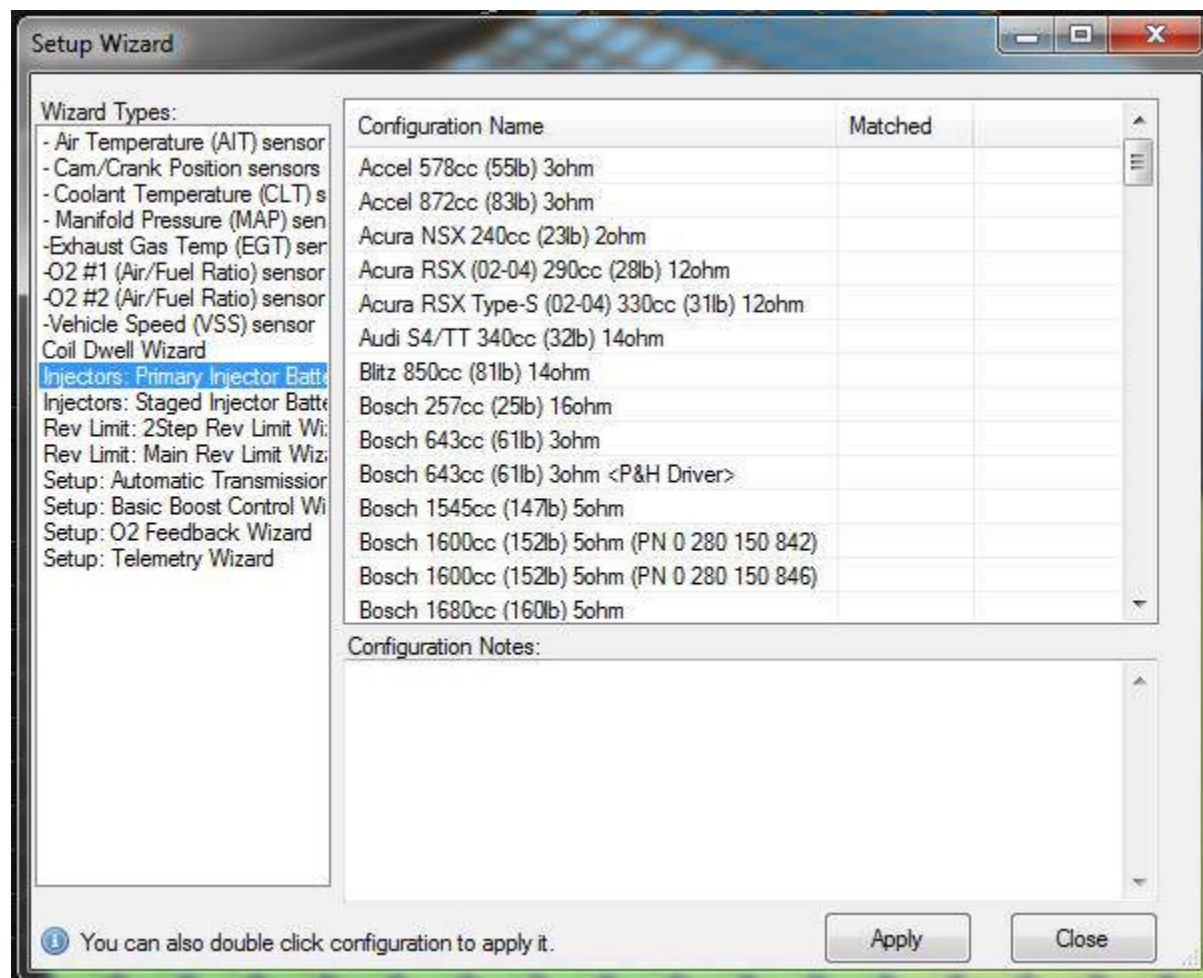 Setup Wizard
Wizard Types:
- Air Temperature (AIT) sensor
- Cam/Crank Position sensors
- Coolant Temperature (CLT) s
- Manifold Pressure (MAP) sen
-Exhaust Gas Temp (EGT) sen
-O2 #1 (Air/Fuel Ratio) sensor
-O2 #2 (Air/Fuel Ratio) sensor
-Vehicle Speed (VSS) sensor
Coil Dwell Wizard
Injectors: Primary Injector Batte
Injectors: Staged Injector Batte
Rev Limit: 2Step Rev Limit Wi
Rev Limit: Main Rev Limit Wiz
Setup: Automatic Transmission
Setup: Basic Boost Control Wi
Setup: O2 Feedback Wizard
Setup: Telemetry Wizard
Configuration Name Matched
Accel 578cc (55lb) 3ohm
Accel 872cc (83lb) 3ohm
Acura NSX 240cc (23lb) 2ohm
Acura RSX (02-04) 290cc (28lb) 12ohm
Acura RSX Type-S (02-04) 330cc (31lb) 12ohm
Audi S4/TT 340cc (32lb) 14ohm
Blitz 850cc (81lb) 14ohm
Bosch 257cc (25lb) 16ohm
Bosch 643cc (61lb) 3ohm
Bosch 643cc (61lb) 3ohm <P&H Driver>
Bosch 1545cc (147lb) 5ohm
Bosch 1600cc (152lb) 5ohm (PN 0 280 150 842)
Bosch 1600cc (152lb) 5ohm (PN 0 280 150 846)
Bosch 1680cc (160lb) 5ohm
Configuration Notes:
You can also double click configuration to apply it.
Apply
Close